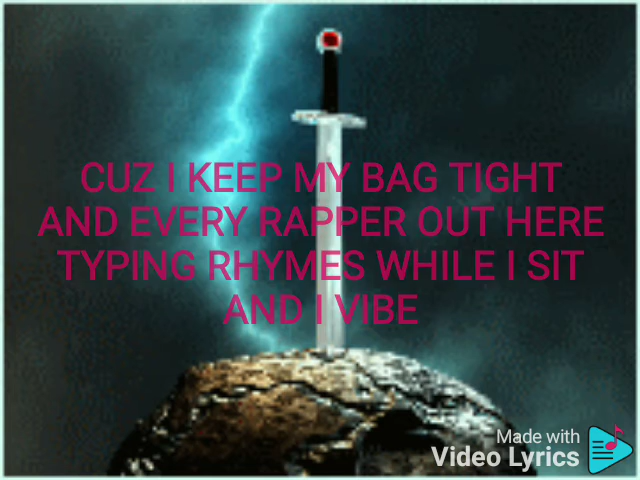 CUZ I KEEP MY BAG TIGHT
AND EVERY RAPPER OUT HERE
TYPING RHYMES WHILE I SIT
AND I VIBE
Made with
Video Lyrics